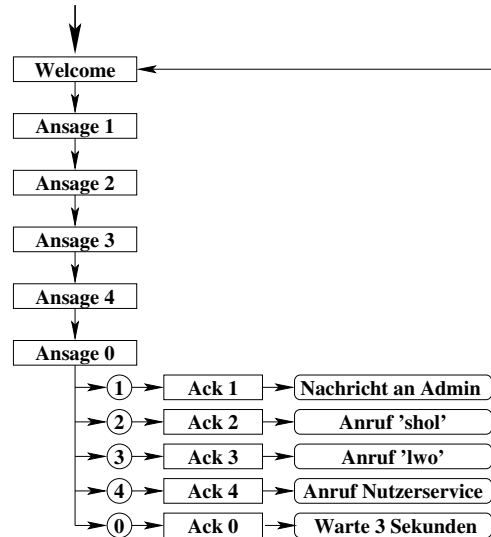 Welcome
Ansage 1
Ansage 2
Ansage 3
Ansage 4
Ansage 0
1 Ack 1 Nachricht an Admin
2 Ack 2 Anruf 'shol'
3 Ack 3 Anruf 'lwo'
4 Ack 4 Anruf Nutzerservice
0 Ack 0 Warte 3 Sekunden